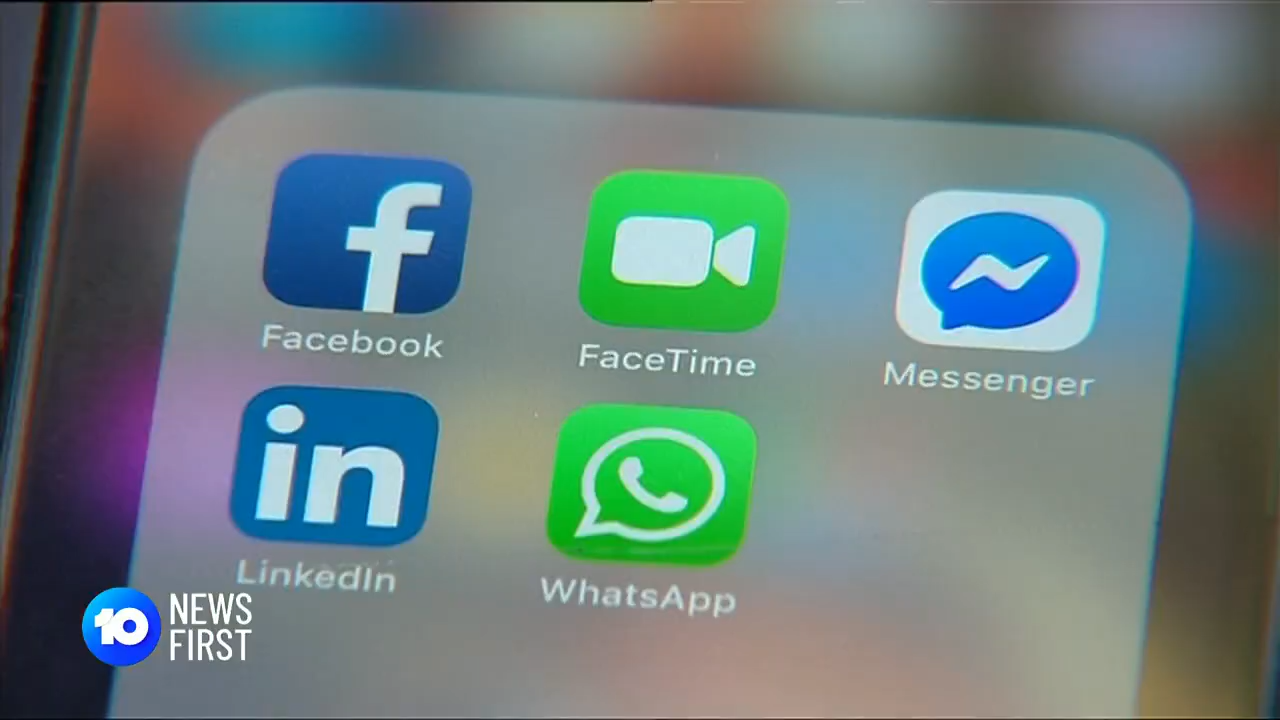 Facebook
FaceTime
Messenger
in
LinkedIn
WhatsApp
10 NEWS
FIRST